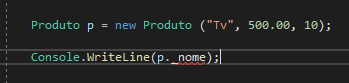 Produto p = new Produto ("Tv", 500.00, 10);
Console.WriteLine(p._nome);